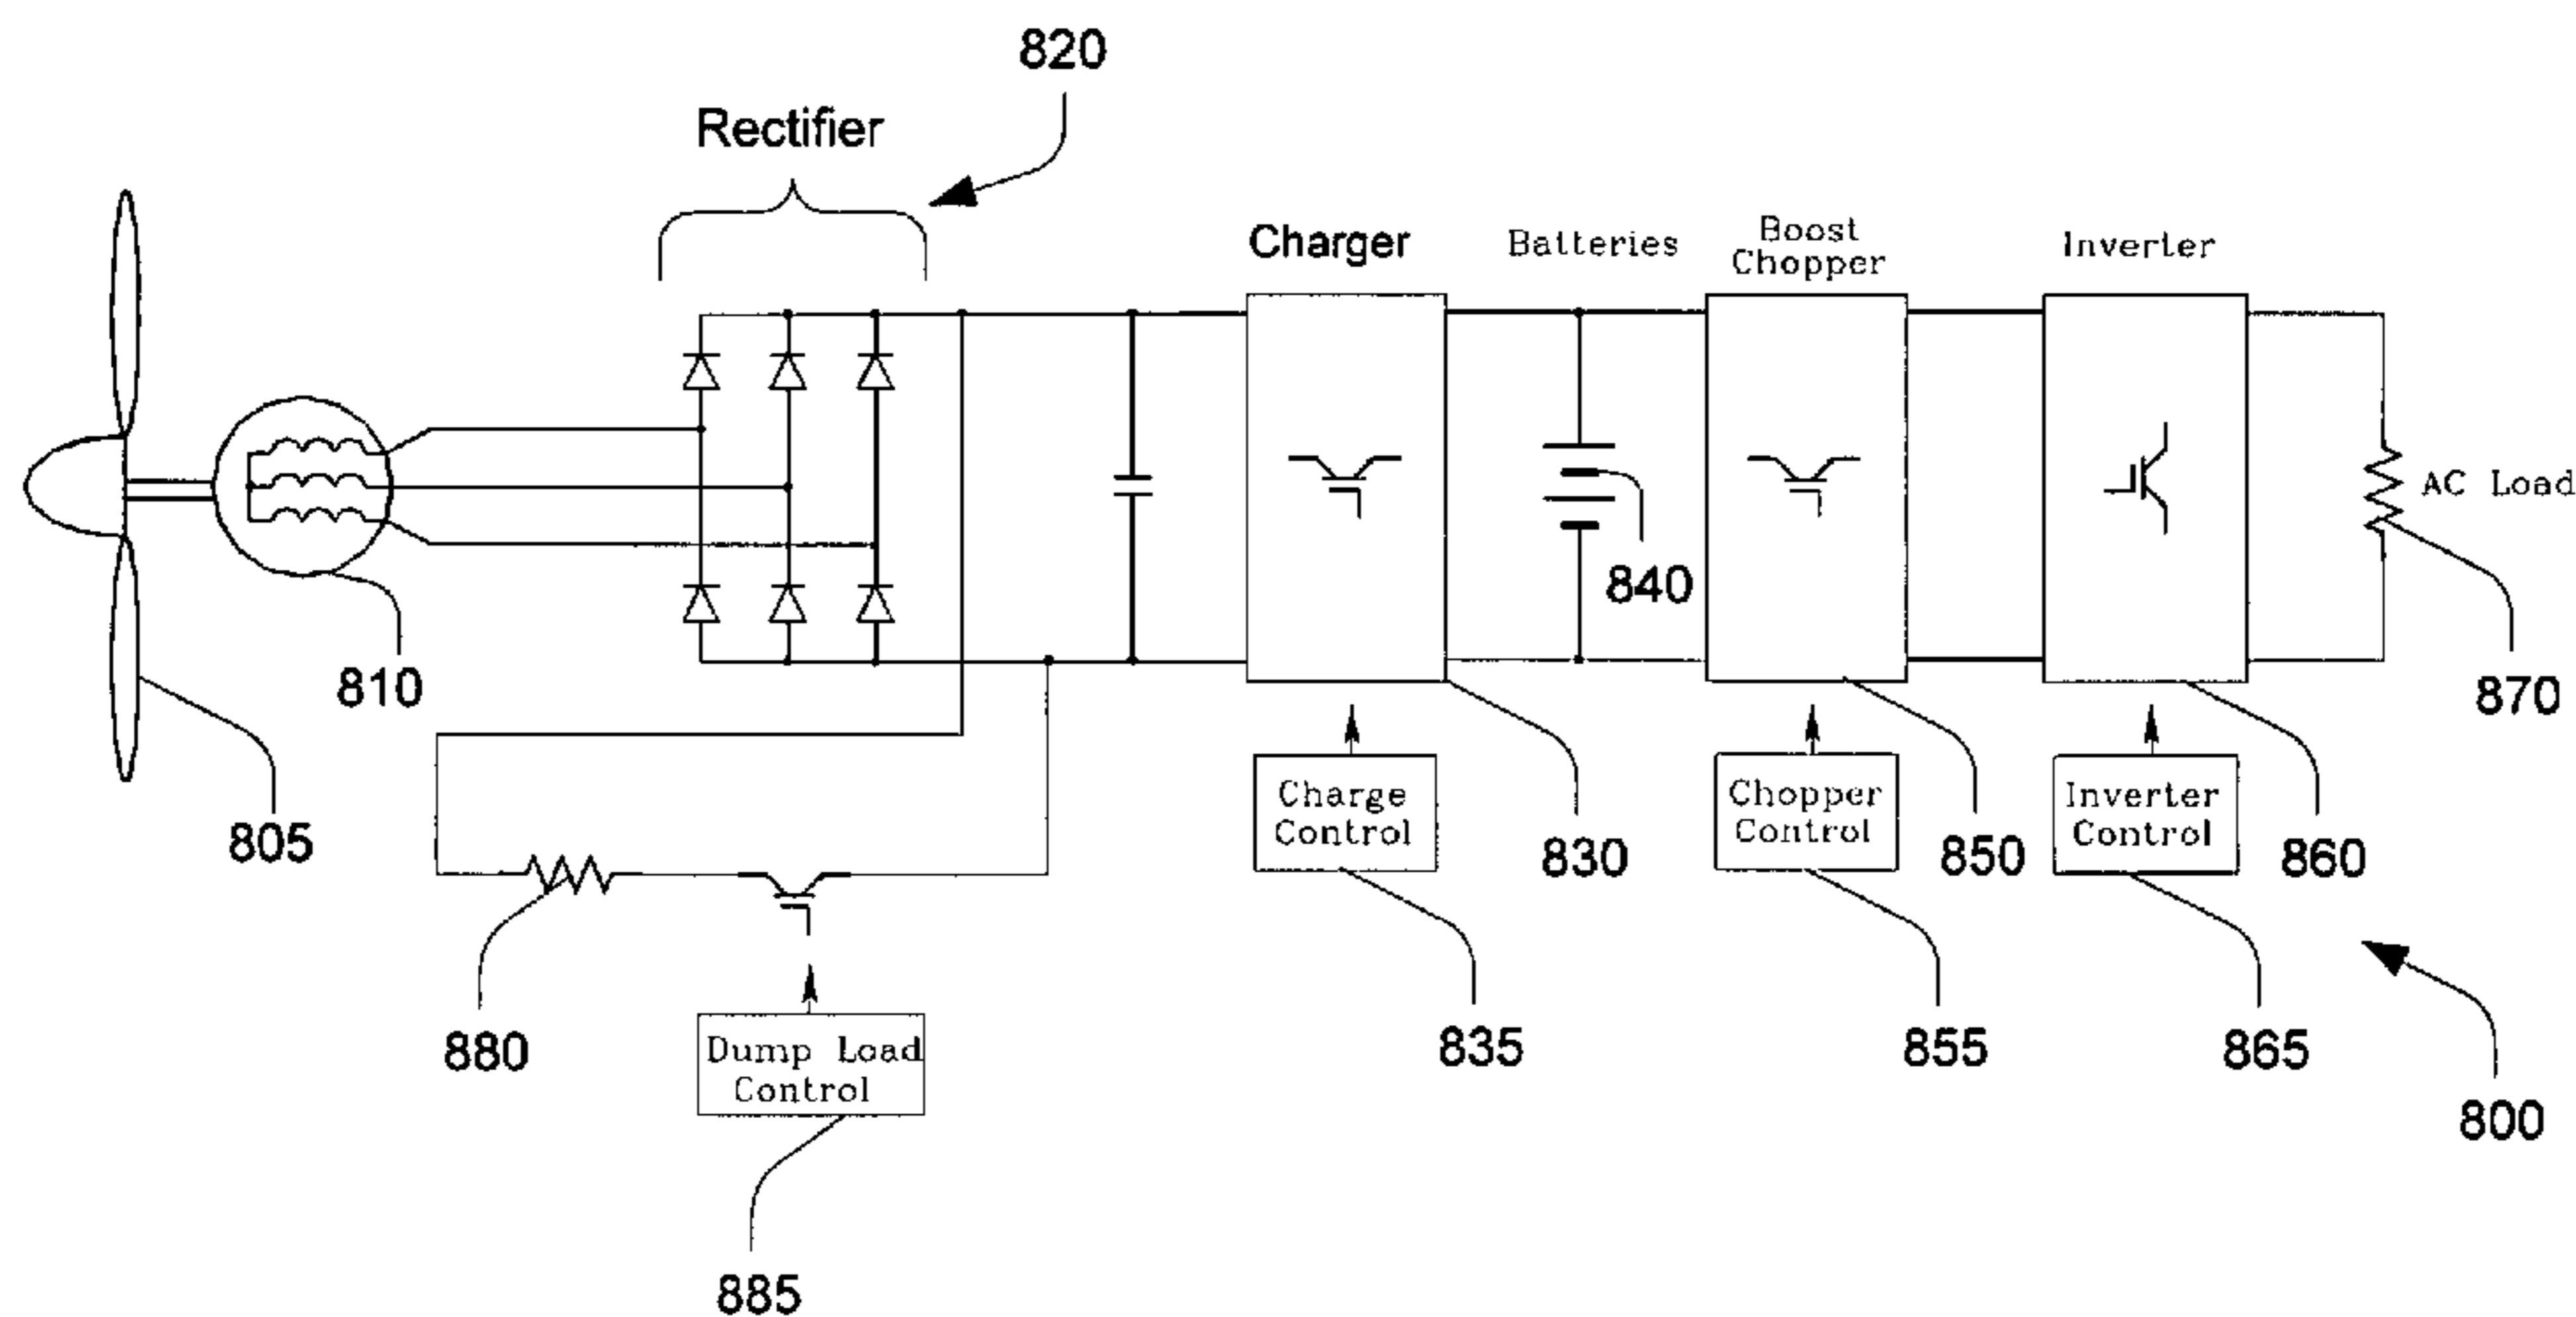 820
Rectifier
Charger
Batteries
Boost
Chopper
Inverter
AC Load
840
810
870
805
Charge
Control
830
Chopper
Control
850
Inverter
Control
860
880
Dump Load
Control
835
855
865
800
885